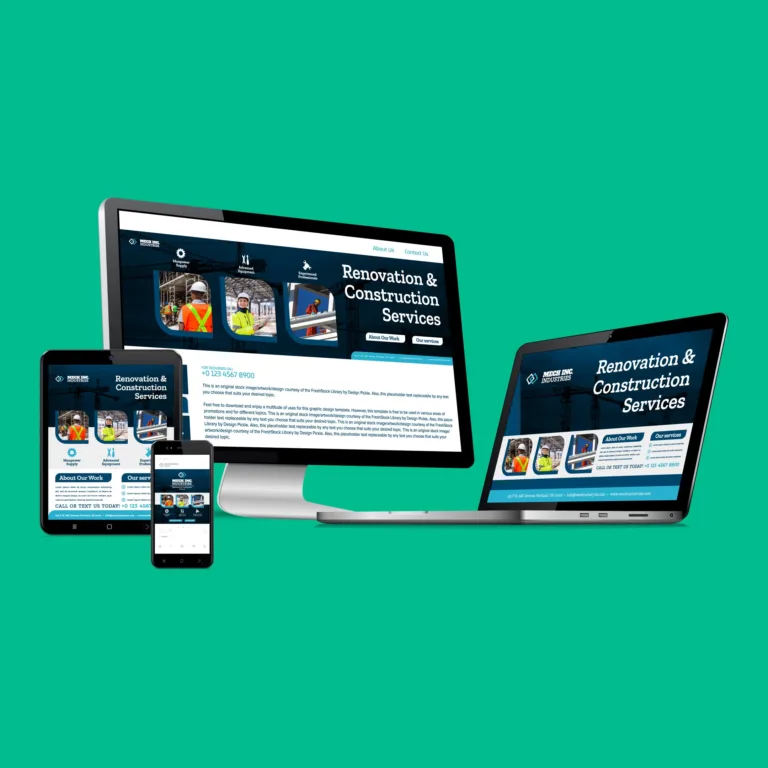 MECH INC.
INDUSTRIES
About Us
Contact Us
Manpower
Supply
Advanced
Equipment
Experienced
Professionals
Renovation &
Construction
Services
About Our Work
Our services
FOR INQUIRIES CALL
+0 123 4567 8900
This is an original stock image/artwork/design courtesy of the FreshStock Library by Design Pickle. Also, this placeholder text replaceable by any text
you choose that suits your desired topic.
Feel free to download and enjoy a multitude of uses for this graphic design template. However, this template is free to be used in various areas of
promotions and for different topics. This is an original stock image/artwork/design courtesy of the FreshStock Library by Design Pickle. Also, this place
holder text replaceable by any text you choose that suits your desired topic. This is an original stock image/artwork/design courtesy of the FreshStock
Library by Design Pickle. Also, this placeholder text replaceable by any text you choose that suits your desired topic. This is an original stock image/
artwork/design courtesy of the FreshStock Library by Design Pickle. Also, this placeholder text replaceable by any text you choose that suits your
desired topic.
MECH INC.
INDUSTRIES
Renovation &
Construction
Services
Manpower
Supply
Advanced
Equipment
About Our Work
Our serv
CALL OR TEXT US TODAY! +0 123 4567
MECH INC.
INDUSTRIES
MECH INC.
INDUSTRIES
Renovation &
Construction
Services
About Our Work
Our services
CALL OR TEXT US TODAY! +0 123 4567 8900